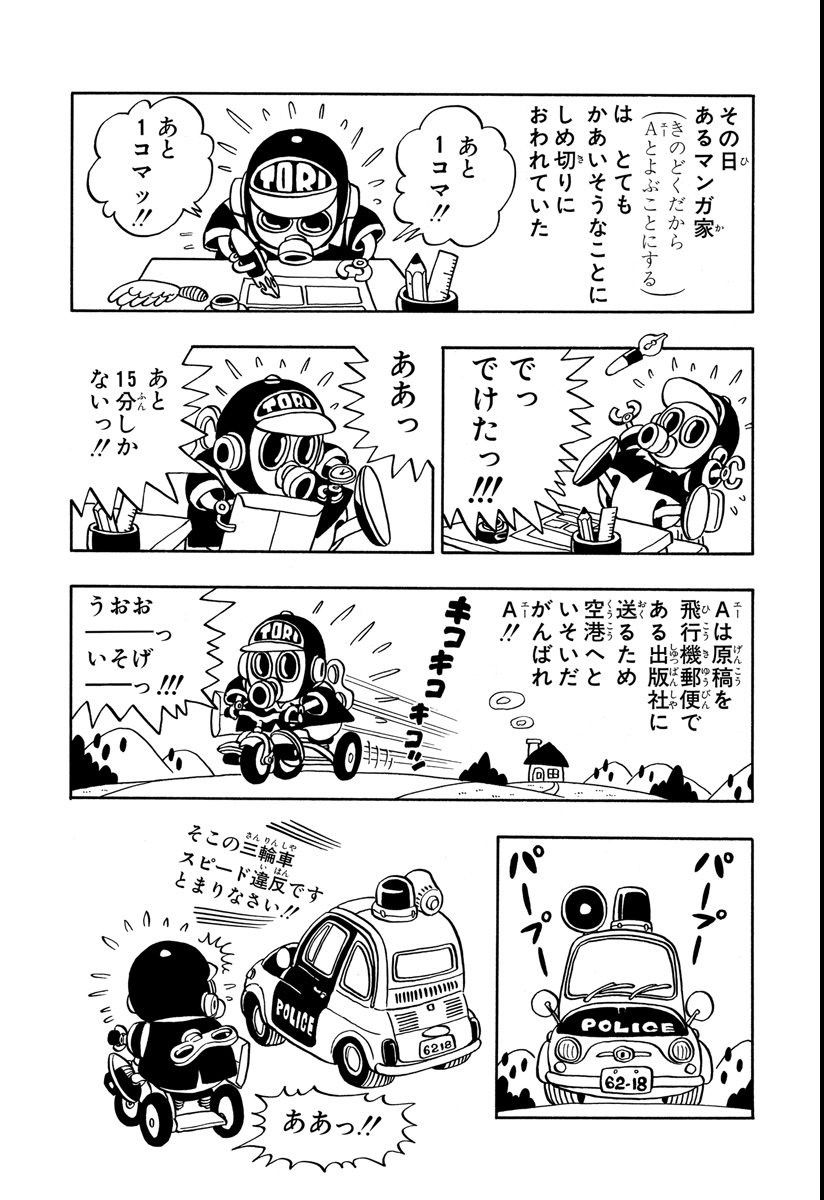 その日
あるマンガ家
(きのどくだから
Aとよぶことにする)
は とても
かあいそうなことに
しめ切りに
おわれていた
あと
1コマ!!
TORI
あと
1コマッ!!
でっ
でけたっ!!!
ああっ
TORI
あと
15分しか
ないっ!!
Aは原稿を
飛行機郵便で
ある出版社に
送るため
空港へと
いそいだ
がんばれ
A!!
キコキコキコッ
TORI
うおお
――っ
いそげ
――っ!!!
パープー
パープー
POLICE
62-18
そこの三輪車
スピード違反です
とまりなさい!!
POLICE
6218
ああっ!!